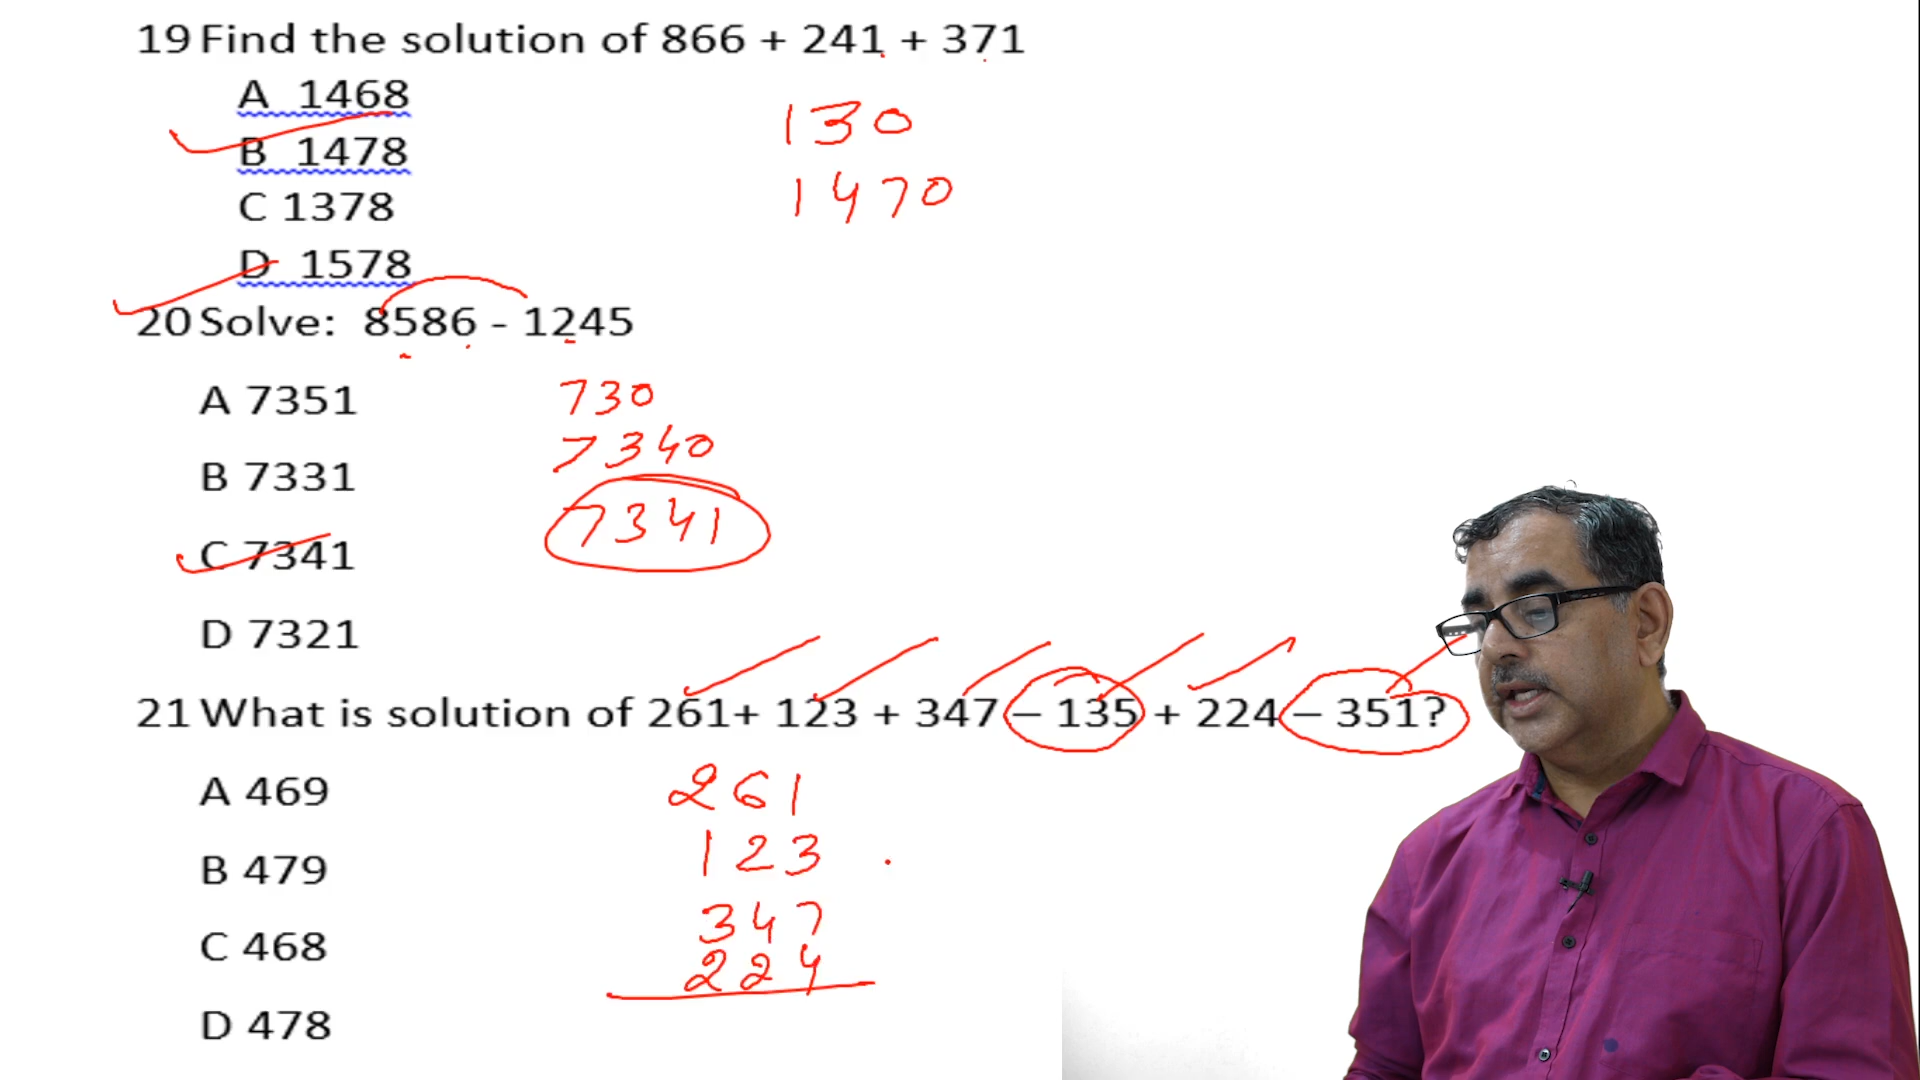 19 Find the solution of 866 + 241 + 371
A 1468
130
B 1478
1470
C 1378
D 1578
20 Solve: 8586 - 1245
A 7351
730
7340
B 7331
7341
C 7341
D 7321
21 What is solution of 261+ 123 + 347 – 135 + 224 – 351?
A 469
261
B 479
123
C 468
347
224
D 478